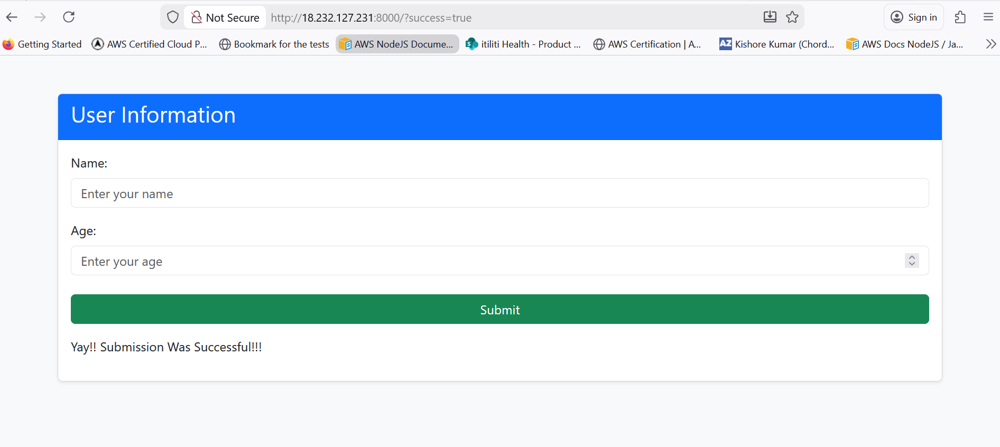 Not Secure http://18.232.127.231:8000/?success=true Sign in
Getting Started AWS Certified Cloud P... Bookmark for the tests AWS NodeJS Docume... itiliti Health - Product ... AWS Certification | A... AZ Kishore Kumar (Chord... AWS Docs NodeJS / Ja...
User Information
Name:
Enter your name
Age:
Enter your age
Submit
Yay!! Submission Was Successful!!!